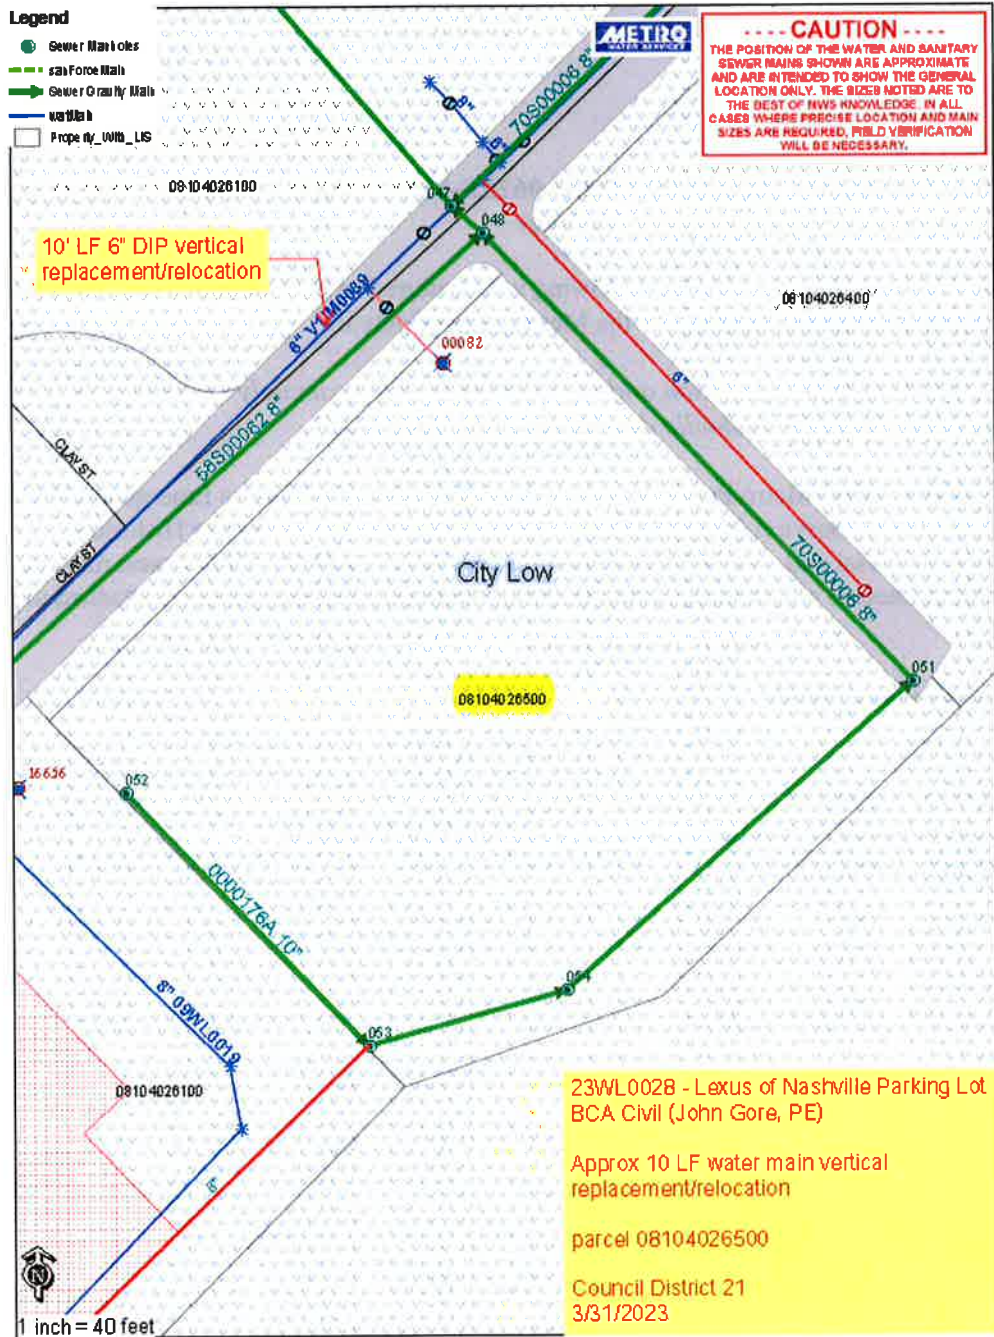 Legend
Sewer Manholes
san Force Main
Sewer Gravity Main
watMain
Property_With_LIS
METRO
WATER SERVICES
---- CAUTION ----
THE POSITION OF THE WATER AND SANITARY
SEWER MAINS SHOWN ARE APPROXIMATE
AND ARE INTENDED TO SHOW THE GENERAL
LOCATION ONLY. THE SIZES NOTED ARE TO
THE BEST OF MWS KNOWLEDGE. IN ALL
CASES WHERE PRECISE LOCATION AND MAIN
SIZES ARE REQUIRED, FIELD VERIFICATION
WILL BE NECESSARY.
8"
6"
70S00006 8"
08104026100
047
048
10' LF 6" DIP vertical
replacement/relocation
6" V1IM0089
08104026400
00082
6"
58S00062 8"
CLAY ST
CLAY ST
City Low
70S00006 8"
051
08104026500
16636
052
0000176A 10"
8" 09WL0019
054
053
08104026100
23WL0028 - Lexus of Nashville Parking Lot
BCA Civil (John Gore, PE)
Approx 10 LF water main vertical
replacement/relocation
parcel 08104026500
Council District 21
3/31/2023
N
1 inch = 40 feet